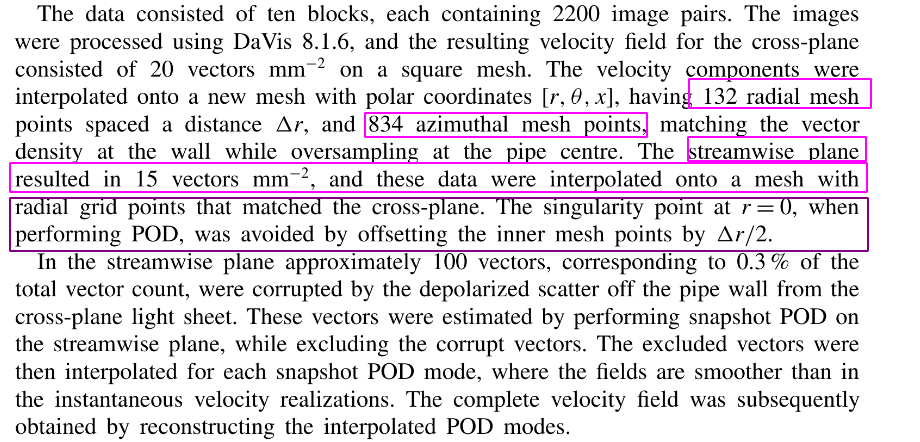 The data consisted of ten blocks, each containing 2200 image pairs. The images
were processed using DaVis 8.1.6, and the resulting velocity field for the cross-plane
consisted of 20 vectors mm⁻² on a square mesh. The velocity components were
interpolated onto a new mesh with polar coordinates [r, θ, x], having 132 radial mesh
points spaced a distance Δr, and 834 azimuthal mesh points, matching the vector
density at the wall while oversampling at the pipe centre. The streamwise plane
resulted in 15 vectors mm⁻², and these data were interpolated onto a mesh with
radial grid points that matched the cross-plane. The singularity point at r = 0, when
performing POD, was avoided by offsetting the inner mesh points by Δr/2.
In the streamwise plane approximately 100 vectors, corresponding to 0.3 % of the
total vector count, were corrupted by the depolarized scatter off the pipe wall from the
cross-plane light sheet. These vectors were estimated by performing snapshot POD on
the streamwise plane, while excluding the corrupt vectors. The excluded vectors were
then interpolated for each snapshot POD mode, where the fields are smoother than in
the instantaneous velocity realizations. The complete velocity field was subsequently
obtained by reconstructing the interpolated POD modes.